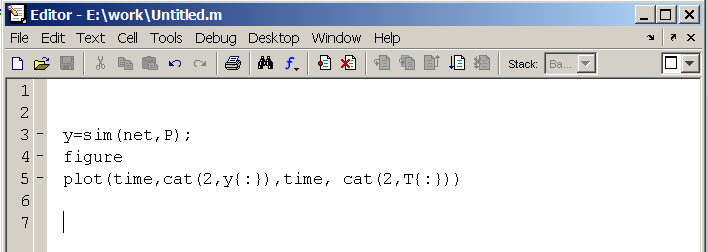 Editor - E:\work\Untitled.m
File Edit Text Cell Tools Debug Desktop Window Help
Stack: Ba...
1
2
3 - y=sim(net,P);
4 - figure
5 - plot(time,cat(2,y{:}),time, cat(2,T{:}))
6
7